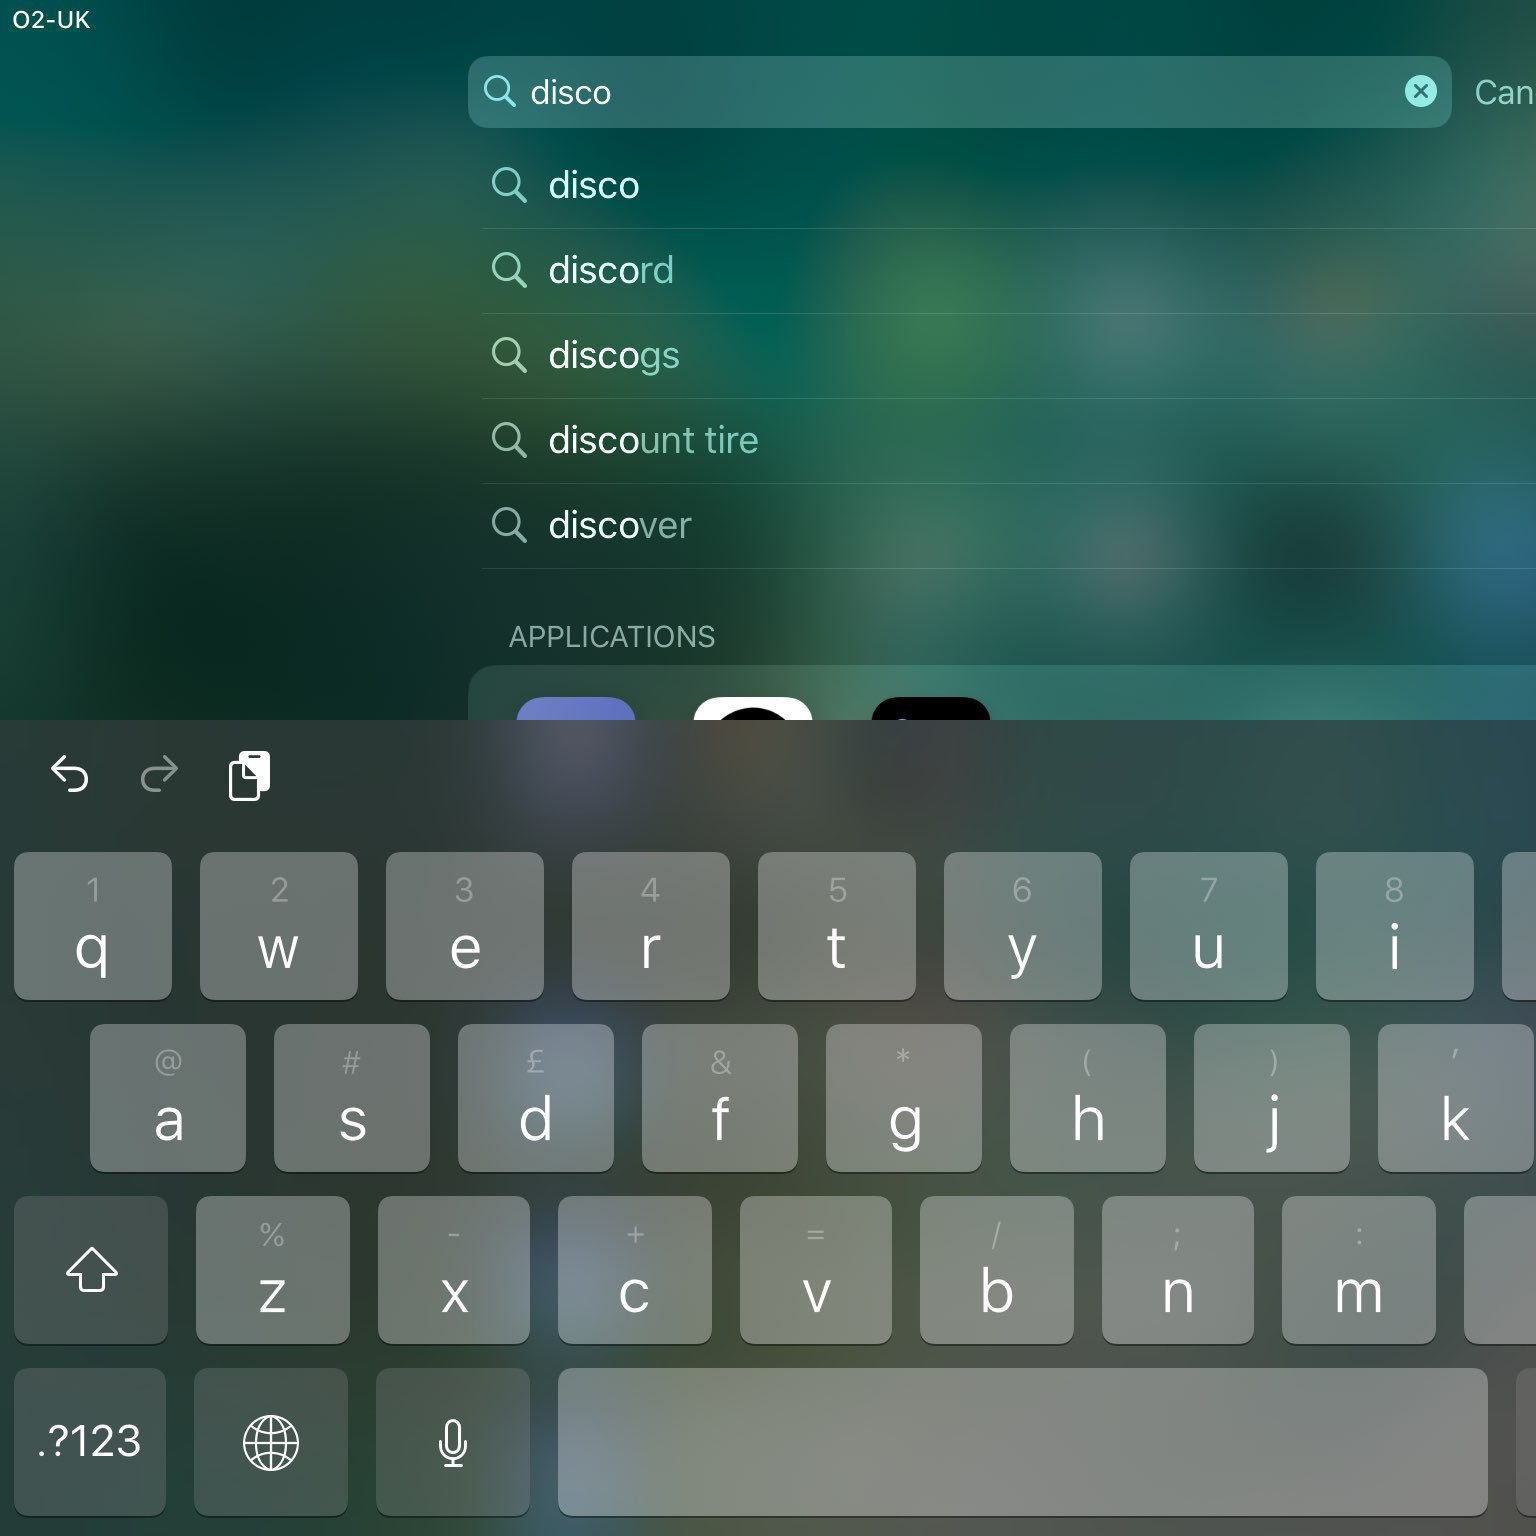 O2-UK
disco
disco
discord
discogs
discount tire
discover
APPLICATIONS
1 2 3 4 5 6 7 8
q w e r t y u i
@ # £ & * ( ) '
a s d f g h j k
% - + = / ; :
z x c v b n m
.?123